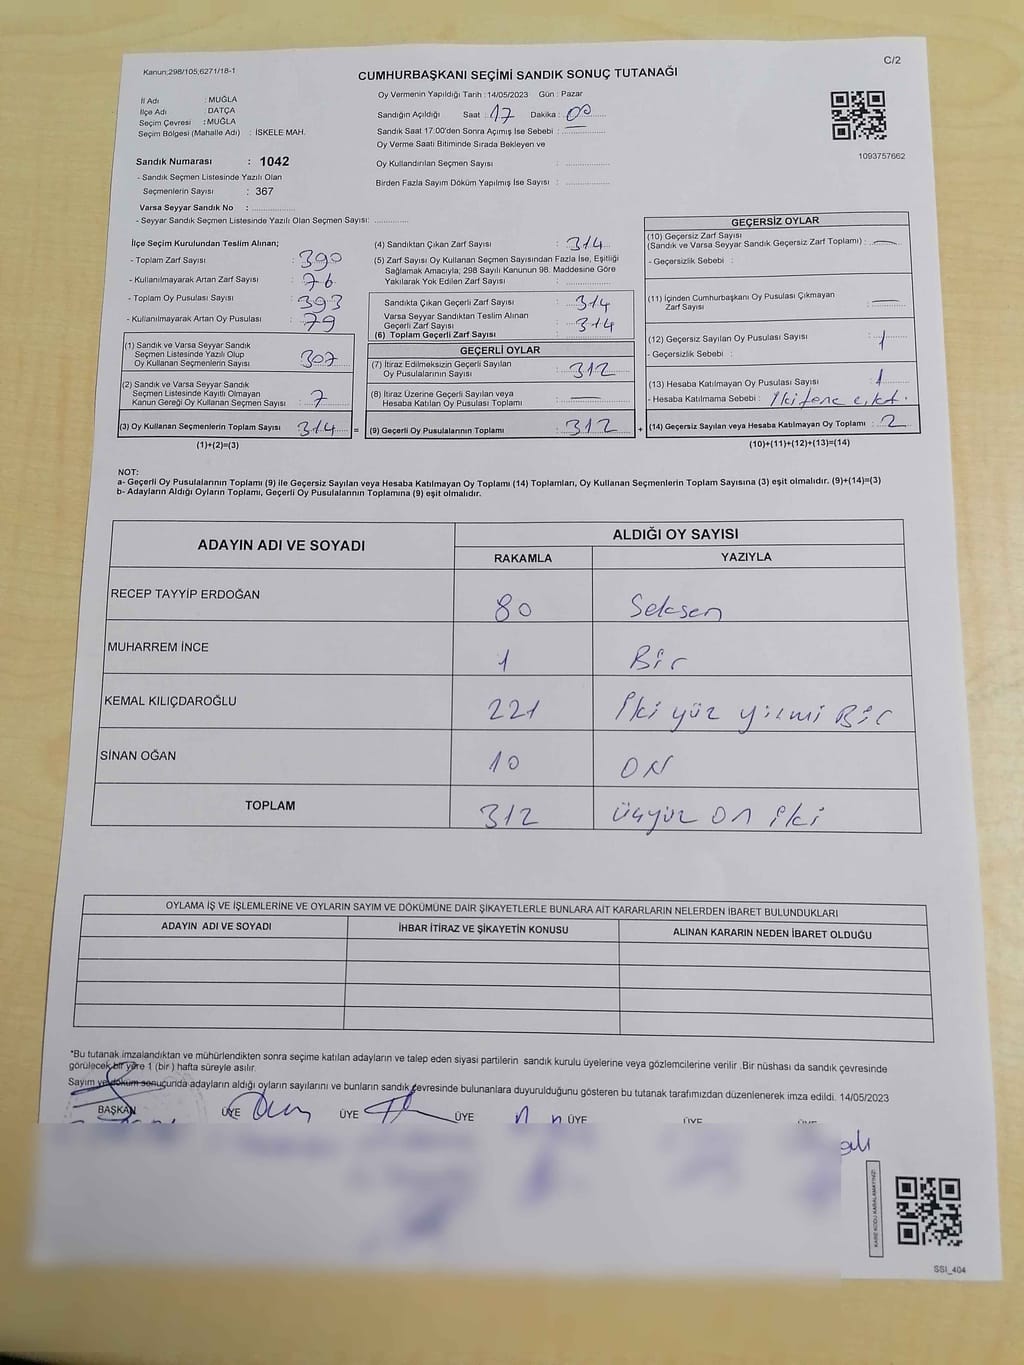 Kanun;298/105;6271/18-1
C/2
CUMHURBAŞKANI SEÇİMİ SANDIK SONUÇ TUTANAĞI
İl Adı : MUĞLA
İlçe Adı : DATÇA
Seçim Çevresi : MUĞLA
Seçim Bölgesi (Mahalle Adı) : İSKELE MAH.
Sandık Numarası : 1042
- Sandık Seçmen Listesinde Yazılı Olan
Seçmenlerin Sayısı : 367
Varsa Seyyar Sandık No : ............
- Seyyar Sandık Seçmen Listesinde Yazılı Olan Seçmen Sayısı: ............
Oy Vermenin Yapıldığı Tarih : 14/05/2023 Gün : Pazar
Sandığın Açıldığı Saat : 17 Dakika : 00
Sandık Saat 17:00'den Sonra Açımış İse Sebebi : ............
Oy Verme Saati Bitiminde Sırada Bekleyen ve
Oy Kullandırılan Seçmen Sayısı : ............
Birden Fazla Sayım Döküm Yapılmış İse Sayısı : ............
1093757662
İlçe Seçim Kurulundan Teslim Alınan;
- Toplam Zarf Sayısı : 390
- Kullanılmayarak Artan Zarf Sayısı : 76
- Toplam Oy Pusulası Sayısı : 393
- Kullanılmayarak Artan Oy Pusulası : 79
(1) Sandık ve Varsa Seyyar Sandık
Seçmen Listesinde Yazılı Olup
Oy Kullanan Seçmenlerin Sayısı : 307
(2) Sandık ve Varsa Seyyar Sandık
Seçmen Listesinde Kayıtlı Olmayan
Kanun Gereği Oy Kullanan Seçmen Sayısı : 7
(3) Oy Kullanan Seçmenlerin Toplam Sayısı : 314 =
(1)+(2)=(3)
(4) Sandıktan Çıkan Zarf Sayısı : 314
(5) Zarf Sayısı Oy Kullanan Seçmen Sayısından Fazla İse, Eşitliği
Sağlamak Amacıyla; 298 Sayılı Kanunun 98. Maddesine Göre
Yakılarak Yok Edilen Zarf Sayısı : ............
Sandıkta Çıkan Geçerli Zarf Sayısı : 314
Varsa Seyyar Sandıktan Teslim Alınan
Geçerli Zarf Sayısı : 314
(6) Toplam Geçerli Zarf Sayısı
GEÇERLİ OYLAR
(7) İtiraz Edilmeksizin Geçerli Sayılan
Oy Pusulalarının Sayısı : 312
(8) İtiraz Üzerine Geçerli Sayılan veya
Hesaba Katılan Oy Pusulası Toplamı : —
(9) Geçerli Oy Pusulalarının Toplamı : 312 +
GEÇERSİZ OYLAR
(10) Geçersiz Zarf Sayısı
(Sandık ve Varsa Seyyar Sandık Geçersiz Zarf Toplamı) : —
- Geçersizlik Sebebi :
(11) İçinden Cumhurbaşkanı Oy Pusulası Çıkmayan
Zarf Sayısı : —
(12) Geçersiz Sayılan Oy Pusulası Sayısı : 1
- Geçersizlik Sebebi :
(13) Hesaba Katılmayan Oy Pusulası Sayısı : 1
- Hesaba Katılmama Sebebi : İki tane çıktı.
(14) Geçersiz Sayılan veya Hesaba Katılmayan Oy Toplamı : 2
(10)+(11)+(12)+(13)=(14)
NOT:
a- Geçerli Oy Pusulalarının Toplamı (9) ile Geçersiz Sayılan veya Hesaba Katılmayan Oy Toplamı (14) Toplamları, Oy Kullanan Seçmenlerin Toplam Sayısına (3) eşit olmalıdır. (9)+(14)=(3)
b- Adayların Aldığı Oyların Toplamı, Geçerli Oy Pusulalarının Toplamına (9) eşit olmalıdır.
ADAYIN ADI VE SOYADI
ALDIĞI OY SAYISI
RAKAMLA YAZIYLA
RECEP TAYYİP ERDOĞAN 80 Seksen
MUHARREM İNCE 1 Bir
KEMAL KILIÇDAROĞLU 221 İki yüz yirmi Bir
SİNAN OĞAN 10 ON
TOPLAM 312 üçyüz on iki
OYLAMA İŞ VE İŞLEMLERİNE VE OYLARIN SAYIM VE DÖKÜMÜNE DAİR ŞİKAYETLERLE BUNLARA AİT KARARLARIN NELERDEN İBARET BULUNDUKLARI
ADAYIN ADI VE SOYADI İHBAR İTİRAZ VE ŞİKAYETİN KONUSU ALINAN KARARIN NEDEN İBARET OLDUĞU
*Bu tutanak imzalandıktan ve mühürlendikten sonra seçime katılan adayların ve talep eden siyasi partilerin sandık kurulu üyelerine veya gözlemcilerine verilir .Bir nüshası da sandık çevresinde
görülecek bir yere 1 (bir ) hafta süreyle asılır.
Sayım ve döküm sonucunda adayların aldığı oyların sayılarını ve bunların sandık çevresinde bulunanlara duyurulduğunu gösteren bu tutanak tarafımızdan düzenlenerek imza edildi. 14/05/2023
BAŞKAN ÜYE ÜYE ÜYE ÜYE ÜYE
KARE KODU KARALAMAYINIZ!
SSI_404